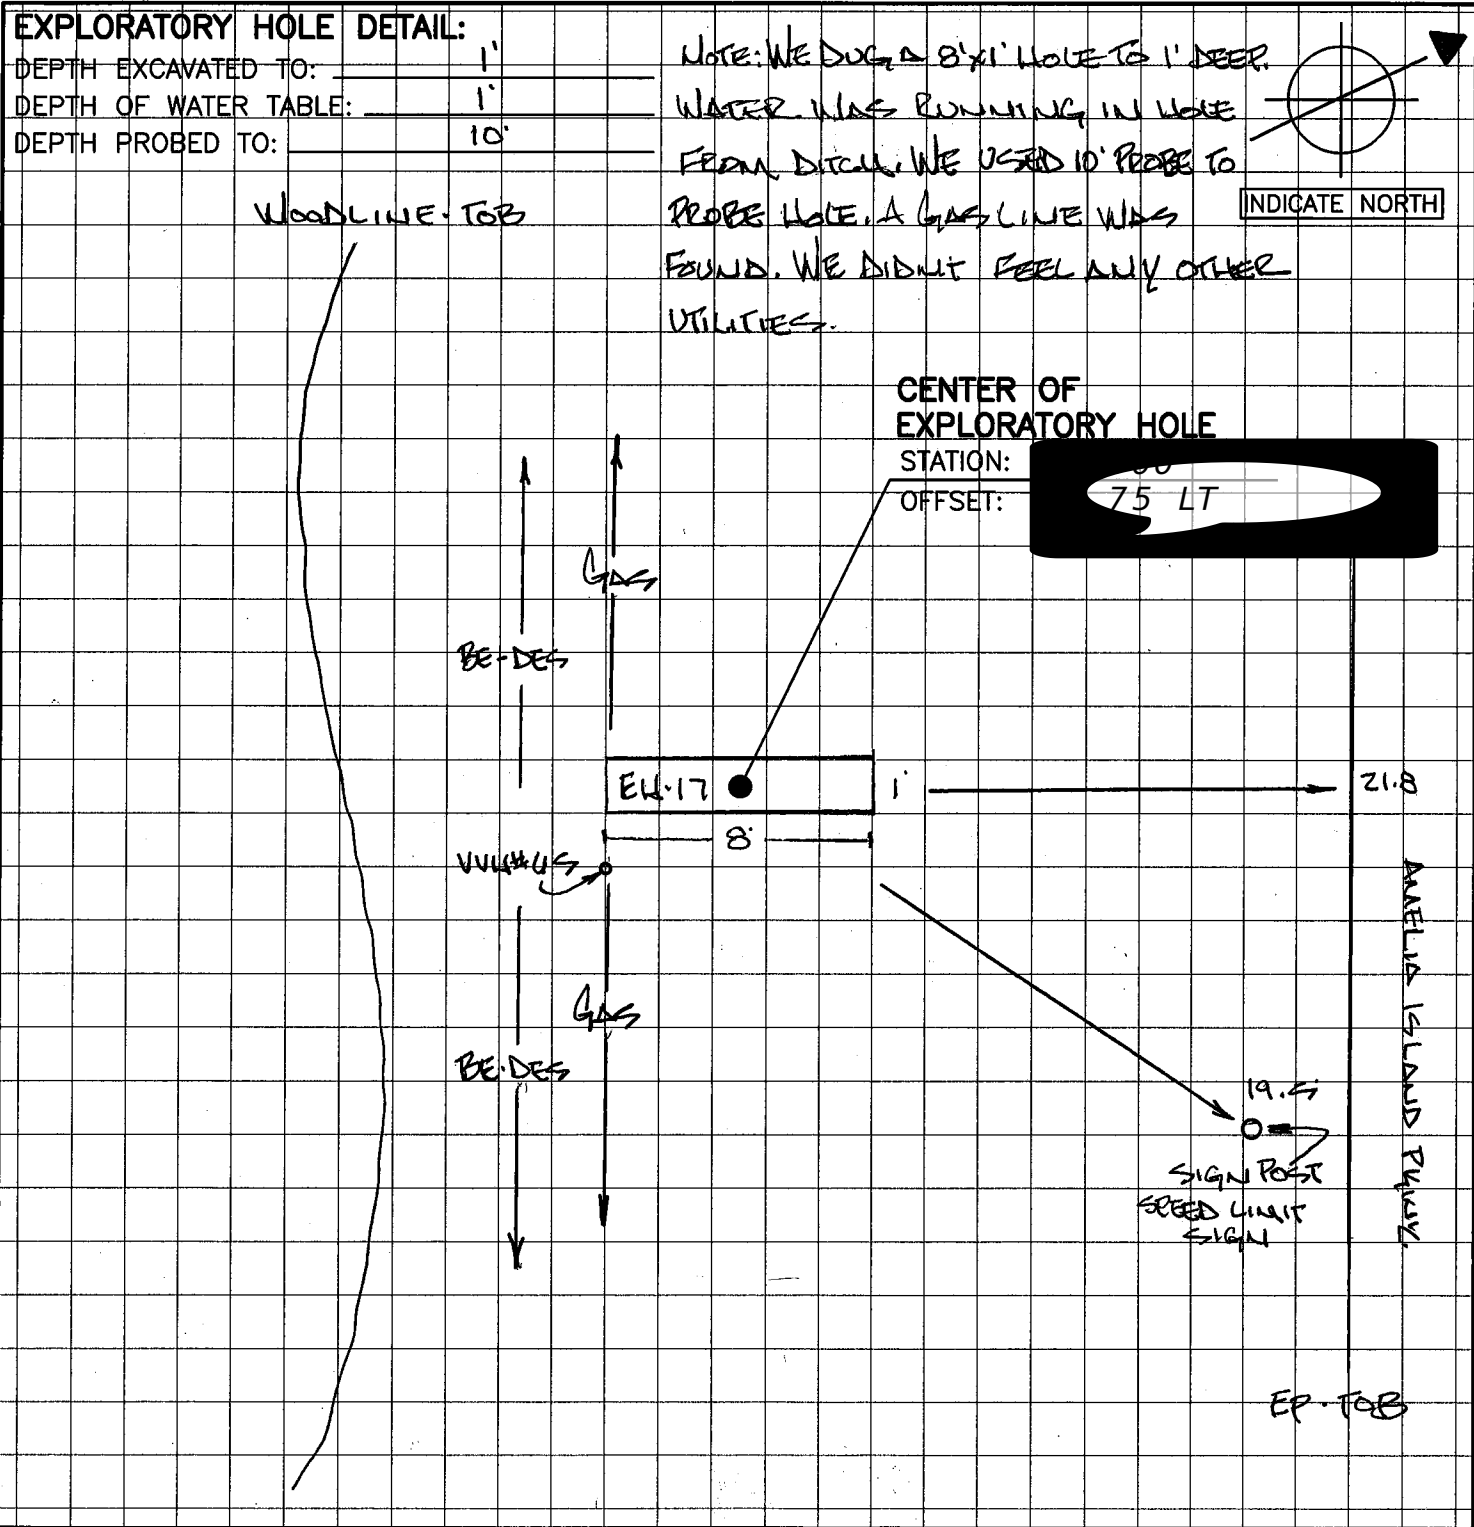 EXPLORATORY HOLE DETAIL:
DEPTH EXCAVATED TO: 1'
DEPTH OF WATER TABLE: 1'
DEPTH PROBED TO: 10'
NOTE: WE DUG A 8'x1' HOLE TO 1' DEEP.
WATER WAS RUNNING IN HOLE
FROM DITCH. WE USED 10' PROBE TO
PROBE HOLE. A GAS LINE WAS
FOUND. WE DIDN'T FEEL ANY OTHER
UTILITIES.
INDICATE NORTH
WOODLINE-TOB
CENTER OF
EXPLORATORY HOLE
STATION:
OFFSET: 75 LT
GAS
BE-DES
EH-17
1'
21.8
8'
VVH#45
AMELIA ISLAND PKWY.
GAS
BE-DES
19.5
SIGN POST
SPEED LIMIT
SIGN
EP-TOB